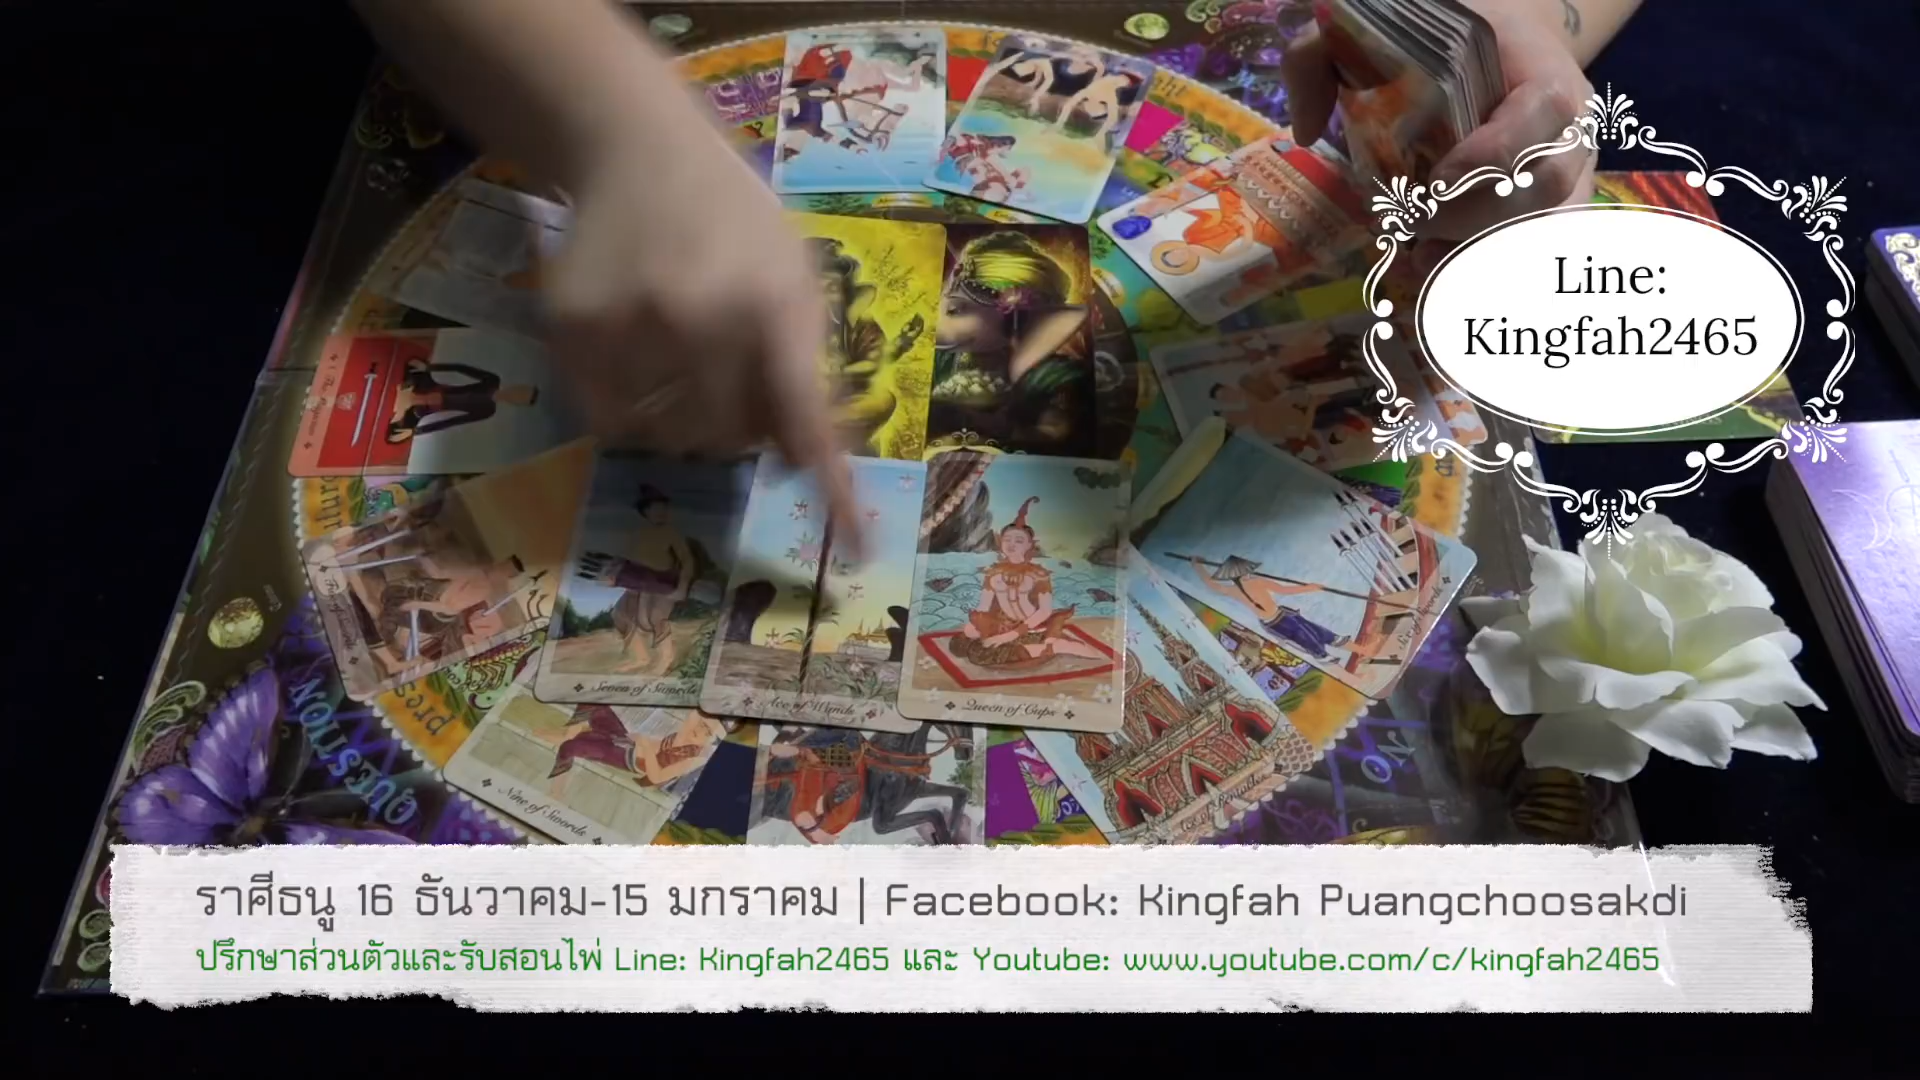 Line:
Kingfah2465
Seven of Swords
Ace of Wands
Queen of Cups
Nine of Swords
QUESTION
NO
ราศีธนู 16 ธันวาคม-15 มกราคม | Facebook: Kingfah Puangchoosakdi
ปรึกษาส่วนตัวและรับสอนไพ่ Line: Kingfah2465 และ Youtube: www.youtube.com/c/kingfah2465